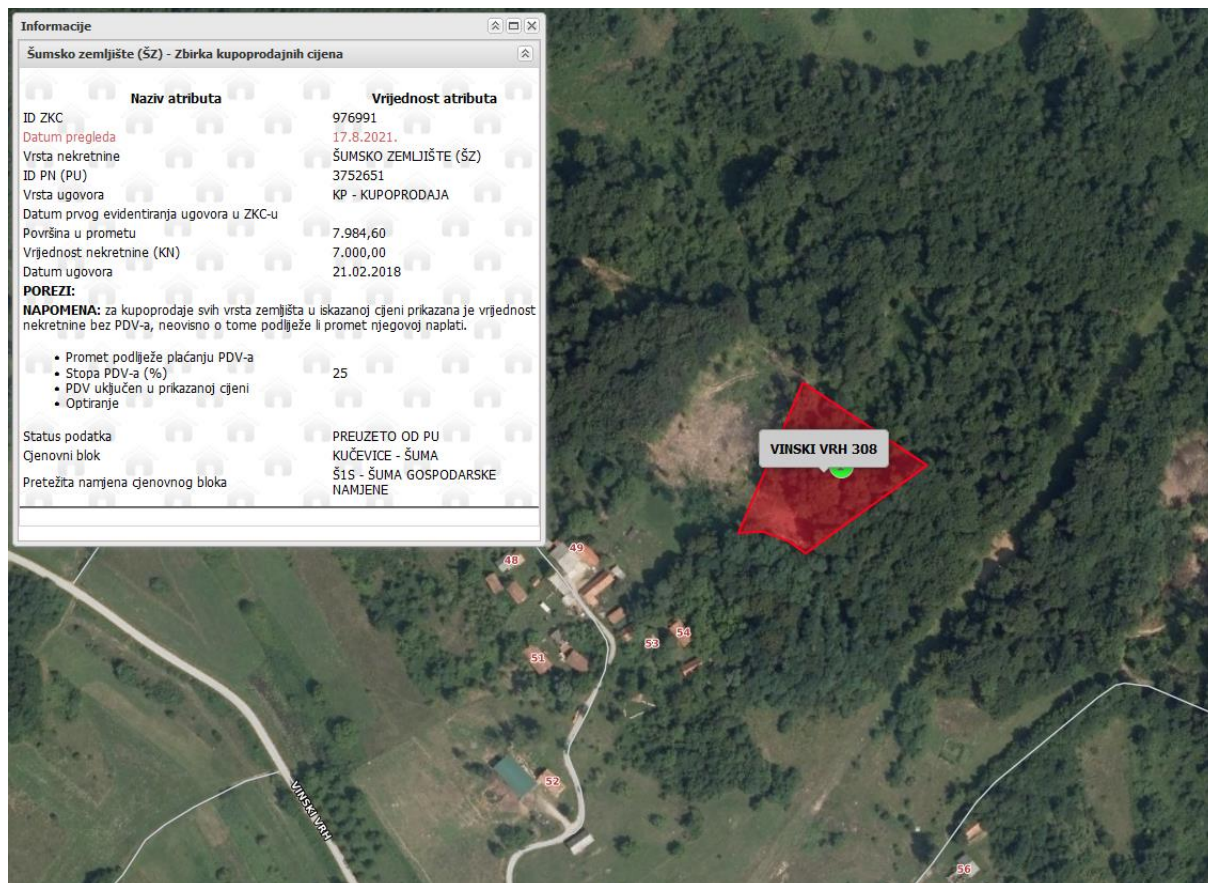 Informacije
Šumsko zemljište (ŠZ) - Zbirka kupoprodajnih cijena
Naziv atributa Vrijednost atributa
ID ZKC 976991
Datum pregleda 17.8.2021.
Vrsta nekretnine ŠUMSKO ZEMLJIŠTE (ŠZ)
ID PN (PU) 3752651
Vrsta ugovora KP - KUPOPRODAJA
Datum prvog evidentiranja ugovora u ZKC-u
Površina u prometu 7.984,60
Vrijednost nekretnine (KN) 7.000,00
Datum ugovora 21.02.2018
POREZI:
NAPOMENA: za kupoprodaje svih vrsta zemljišta u iskazanoj cijeni prikazana je vrijednost
nekretnine bez PDV-a, neovisno o tome podliježe li promet njegovoj naplati.
• Promet podliježe plaćanju PDV-a
• Stopa PDV-a (%) 25
• PDV uključen u prikazanoj cijeni
• Optiranje
Status podatka PREUZETO OD PU
Cjenovni blok KUČEVICE - ŠUMA
Pretežita namjena cjenovnog bloka Š1S - ŠUMA GOSPODARSKE
NAMJENE
VINSKI VRH 308
49
48
54
53
51
52
VINSKI VRH
56